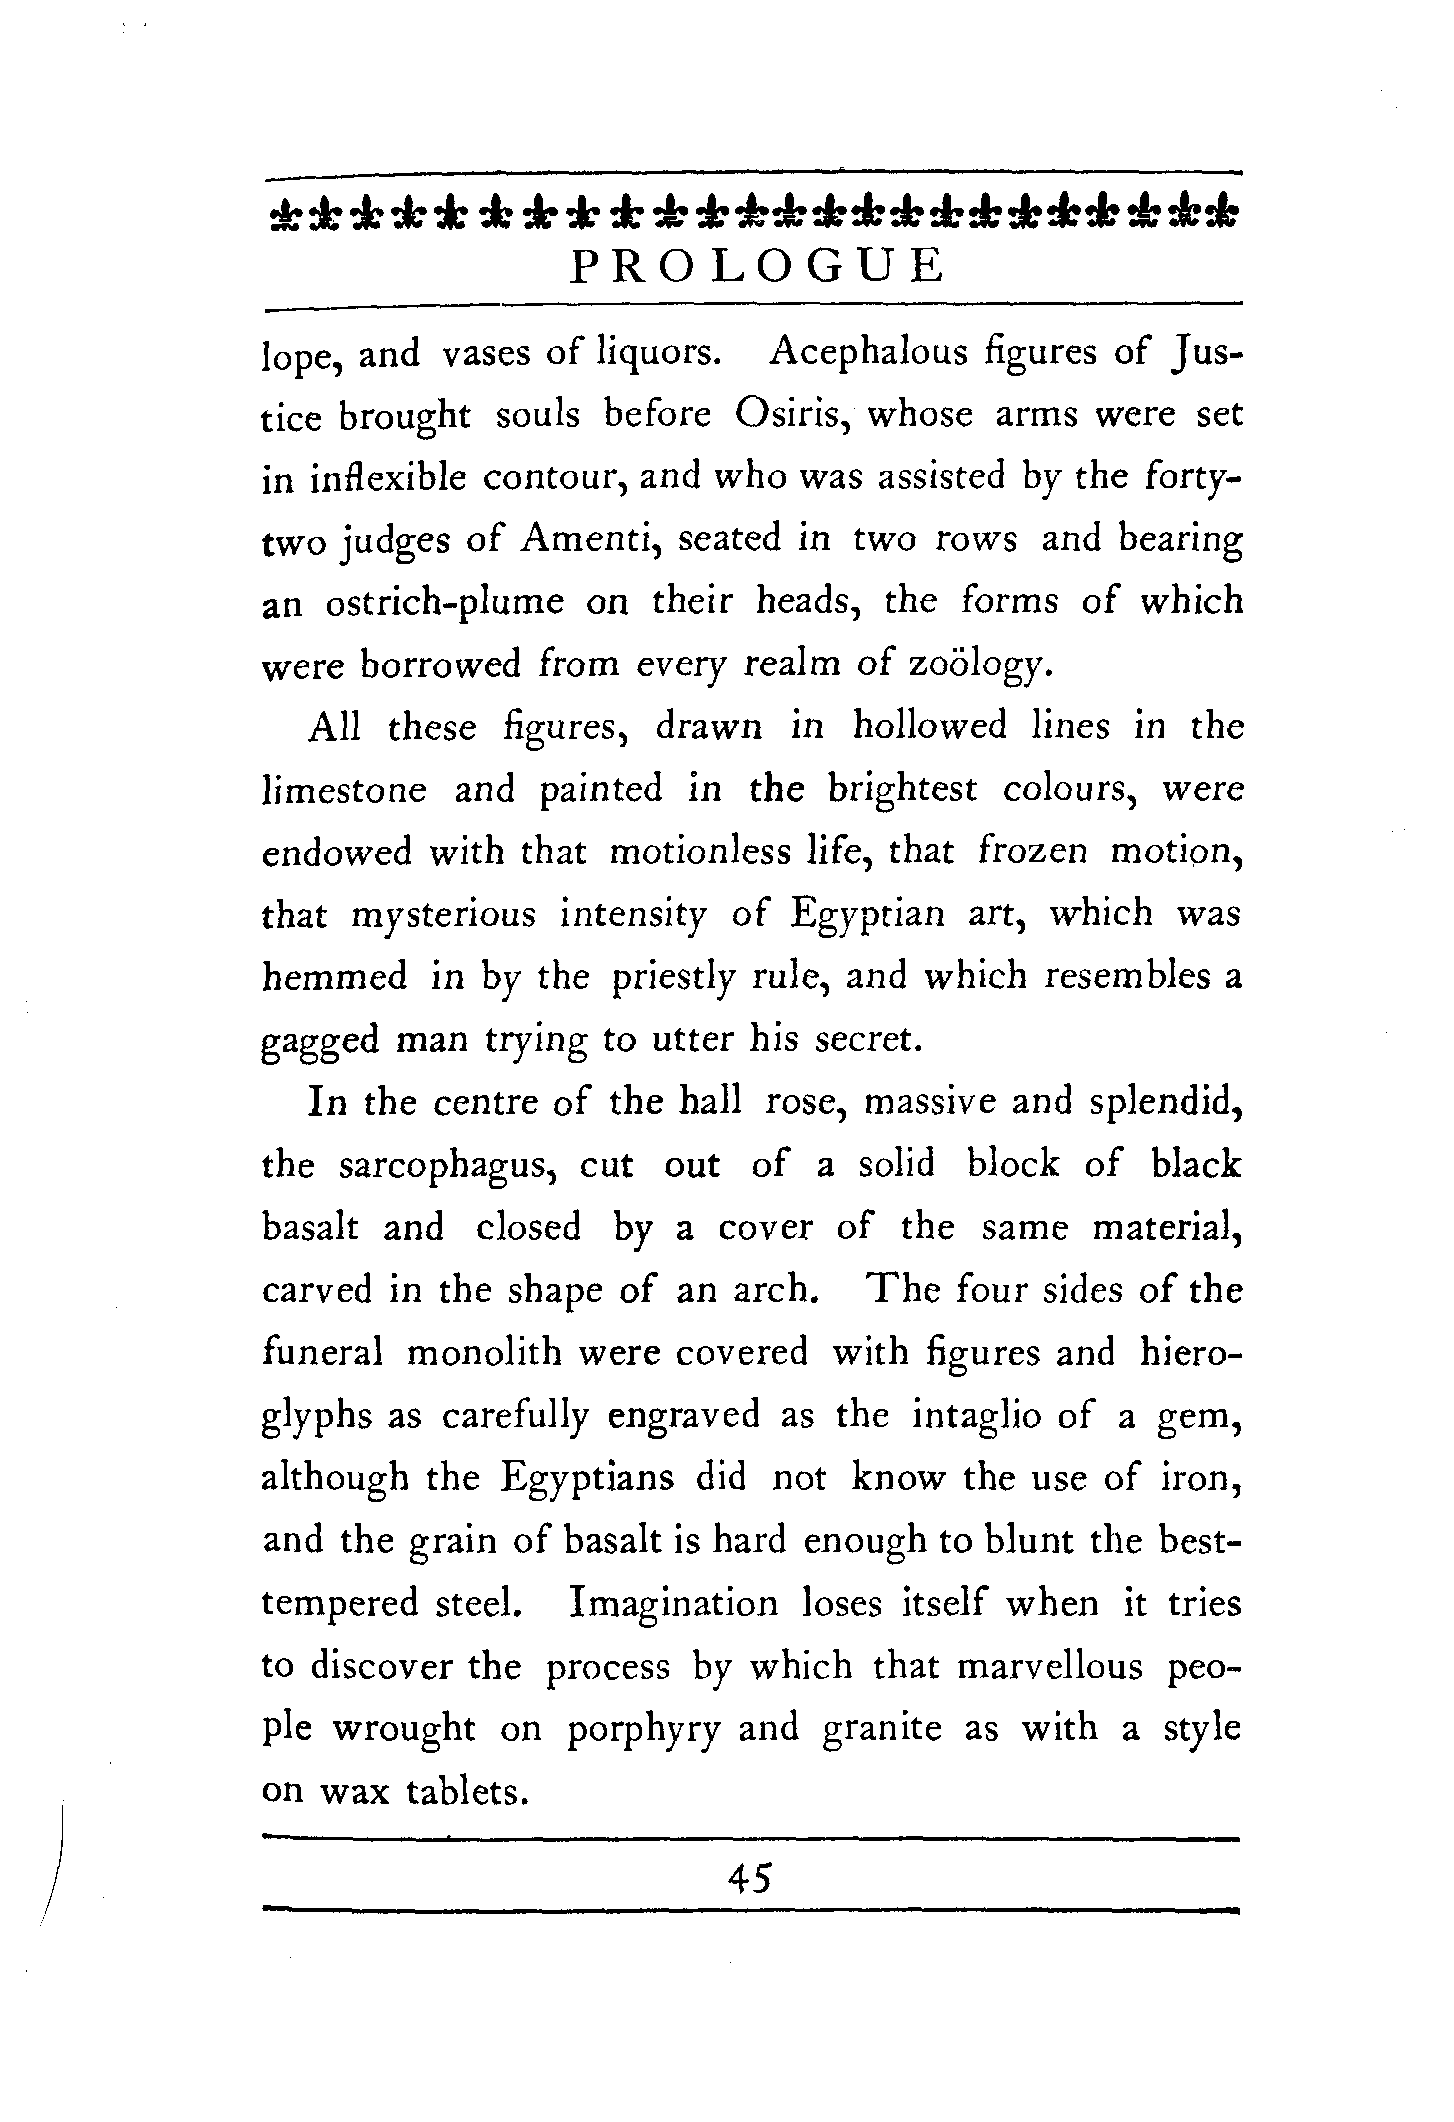 PROLOGUE
lope, and vases of liquors. Acephalous figures of Jus-
tice brought souls before Osiris, whose arms were set
in inflexible contour, and who was assisted by the forty-
two judges of Amenti, seated in two rows and bearing
an ostrich-plume on their heads, the forms of which
were borrowed from every realm of zoölogy.
All these figures, drawn in hollowed lines in the
limestone and painted in the brightest colours, were
endowed with that motionless life, that frozen motion,
that mysterious intensity of Egyptian art, which was
hemmed in by the priestly rule, and which resembles a
gagged man trying to utter his secret.
In the centre of the hall rose, massive and splendid,
the sarcophagus, cut out of a solid block of black
basalt and closed by a cover of the same material,
carved in the shape of an arch. The four sides of the
funeral monolith were covered with figures and hiero-
glyphs as carefully engraved as the intaglio of a gem,
although the Egyptians did not know the use of iron,
and the grain of basalt is hard enough to blunt the best-
tempered steel. Imagination loses itself when it tries
to discover the process by which that marvellous peo-
ple wrought on porphyry and granite as with a style
on wax tablets.
45